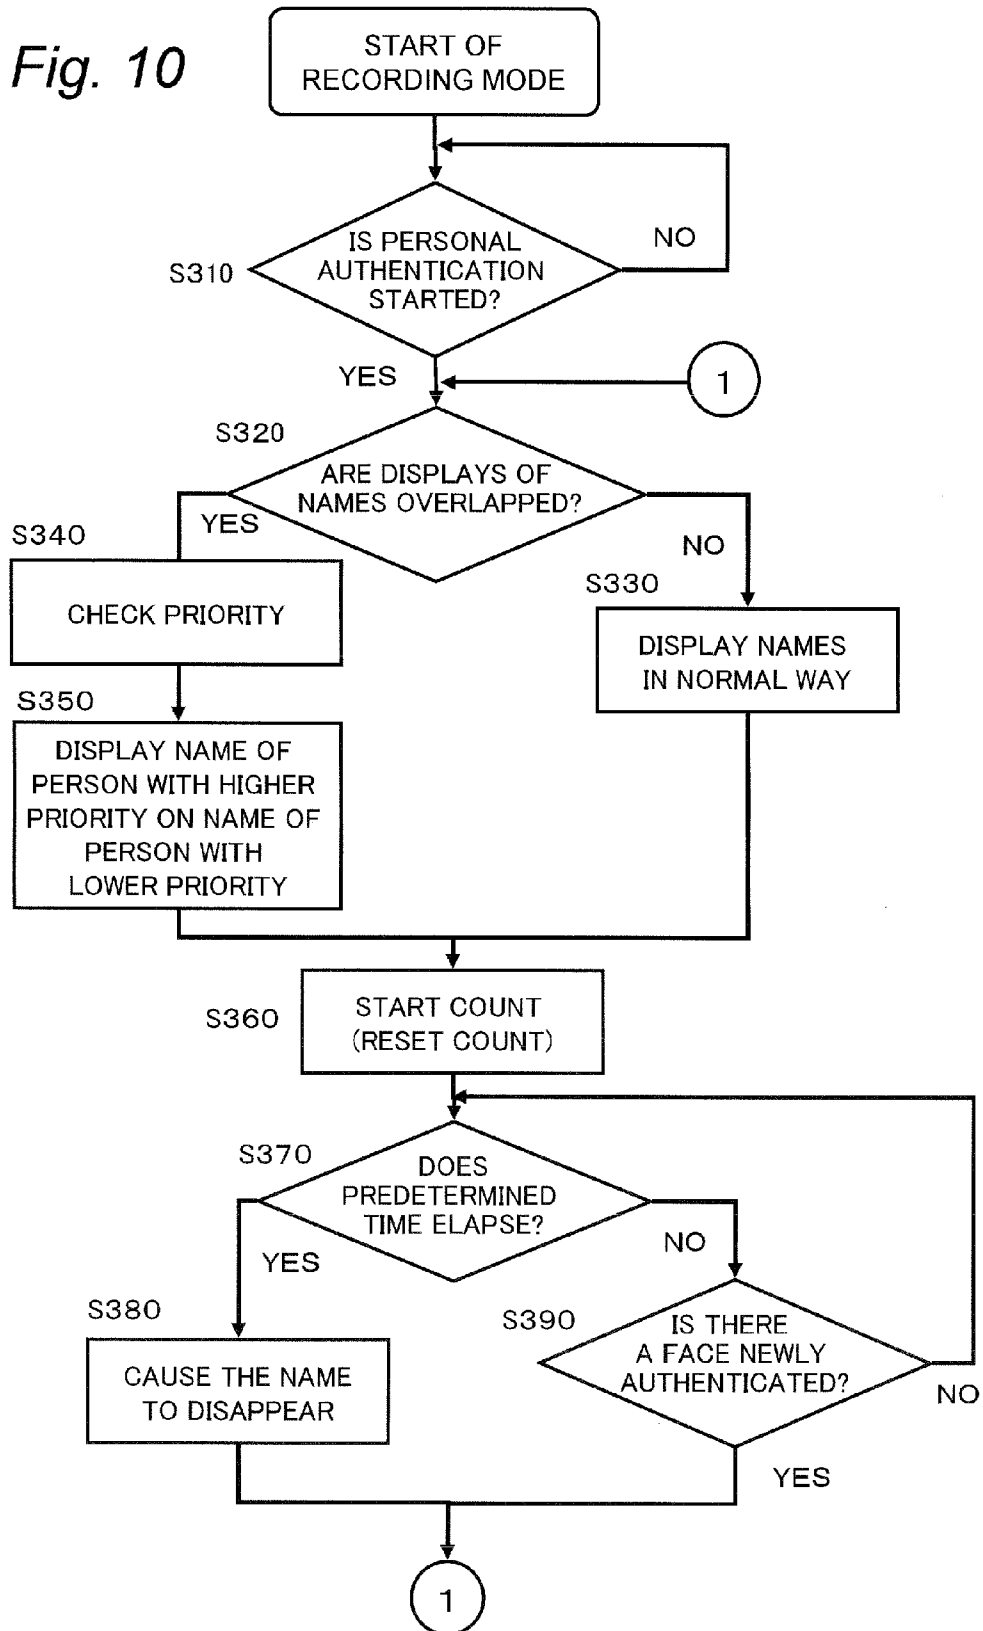 Fig. 10
START OF
RECORDING MODE
IS PERSONAL
AUTHENTICATION
STARTED?
S310
NO
YES
1
S320
ARE DISPLAYS OF
NAMES OVERLAPPED?
YES
NO
S340
CHECK PRIORITY
S330
DISPLAY NAMES
IN NORMAL WAY
S350
DISPLAY NAME OF
PERSON WITH HIGHER
PRIORITY ON NAME OF
PERSON WITH
LOWER PRIORITY
S360
START COUNT
(RESET COUNT)
S370
DOES
PREDETERMINED
TIME ELAPSE?
YES
NO
S380
CAUSE THE NAME
TO DISAPPEAR
S390
IS THERE
A FACE NEWLY
AUTHENTICATED?
NO
YES
1